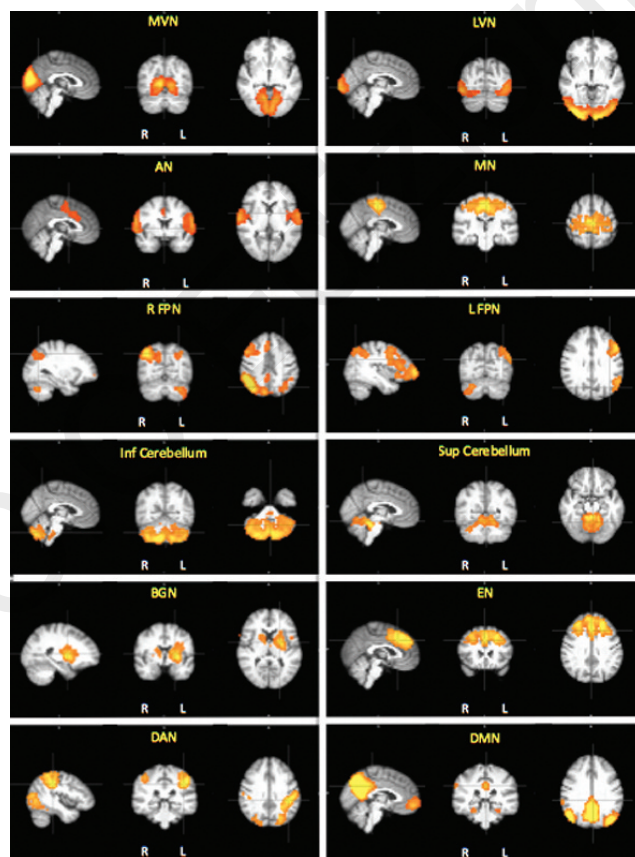 MVN
LVN
R L
R L
AN
MN
R L
R L
R FPN
L FPN
R L
R L
Inf Cerebellum
Sup Cerebellum
R L
R L
BGN
EN
R L
R L
DAN
DMN
R L
R L